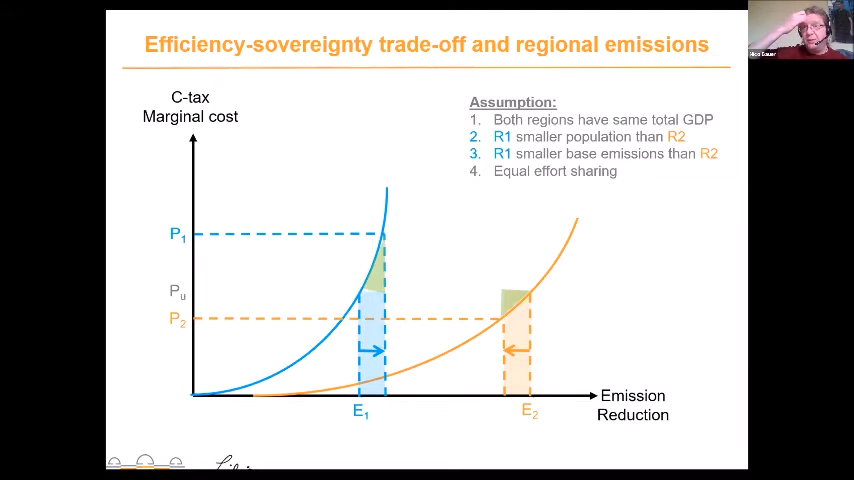 Efficiency-sovereignty trade-off and regional emissions
C-tax
Marginal cost
Assumption:
1. Both regions have same total GDP
2. R1 smaller population than R2
3. R1 smaller base emissions than R2
4. Equal effort sharing
P1
Pu
P2
E1
E2
Emission
Reduction